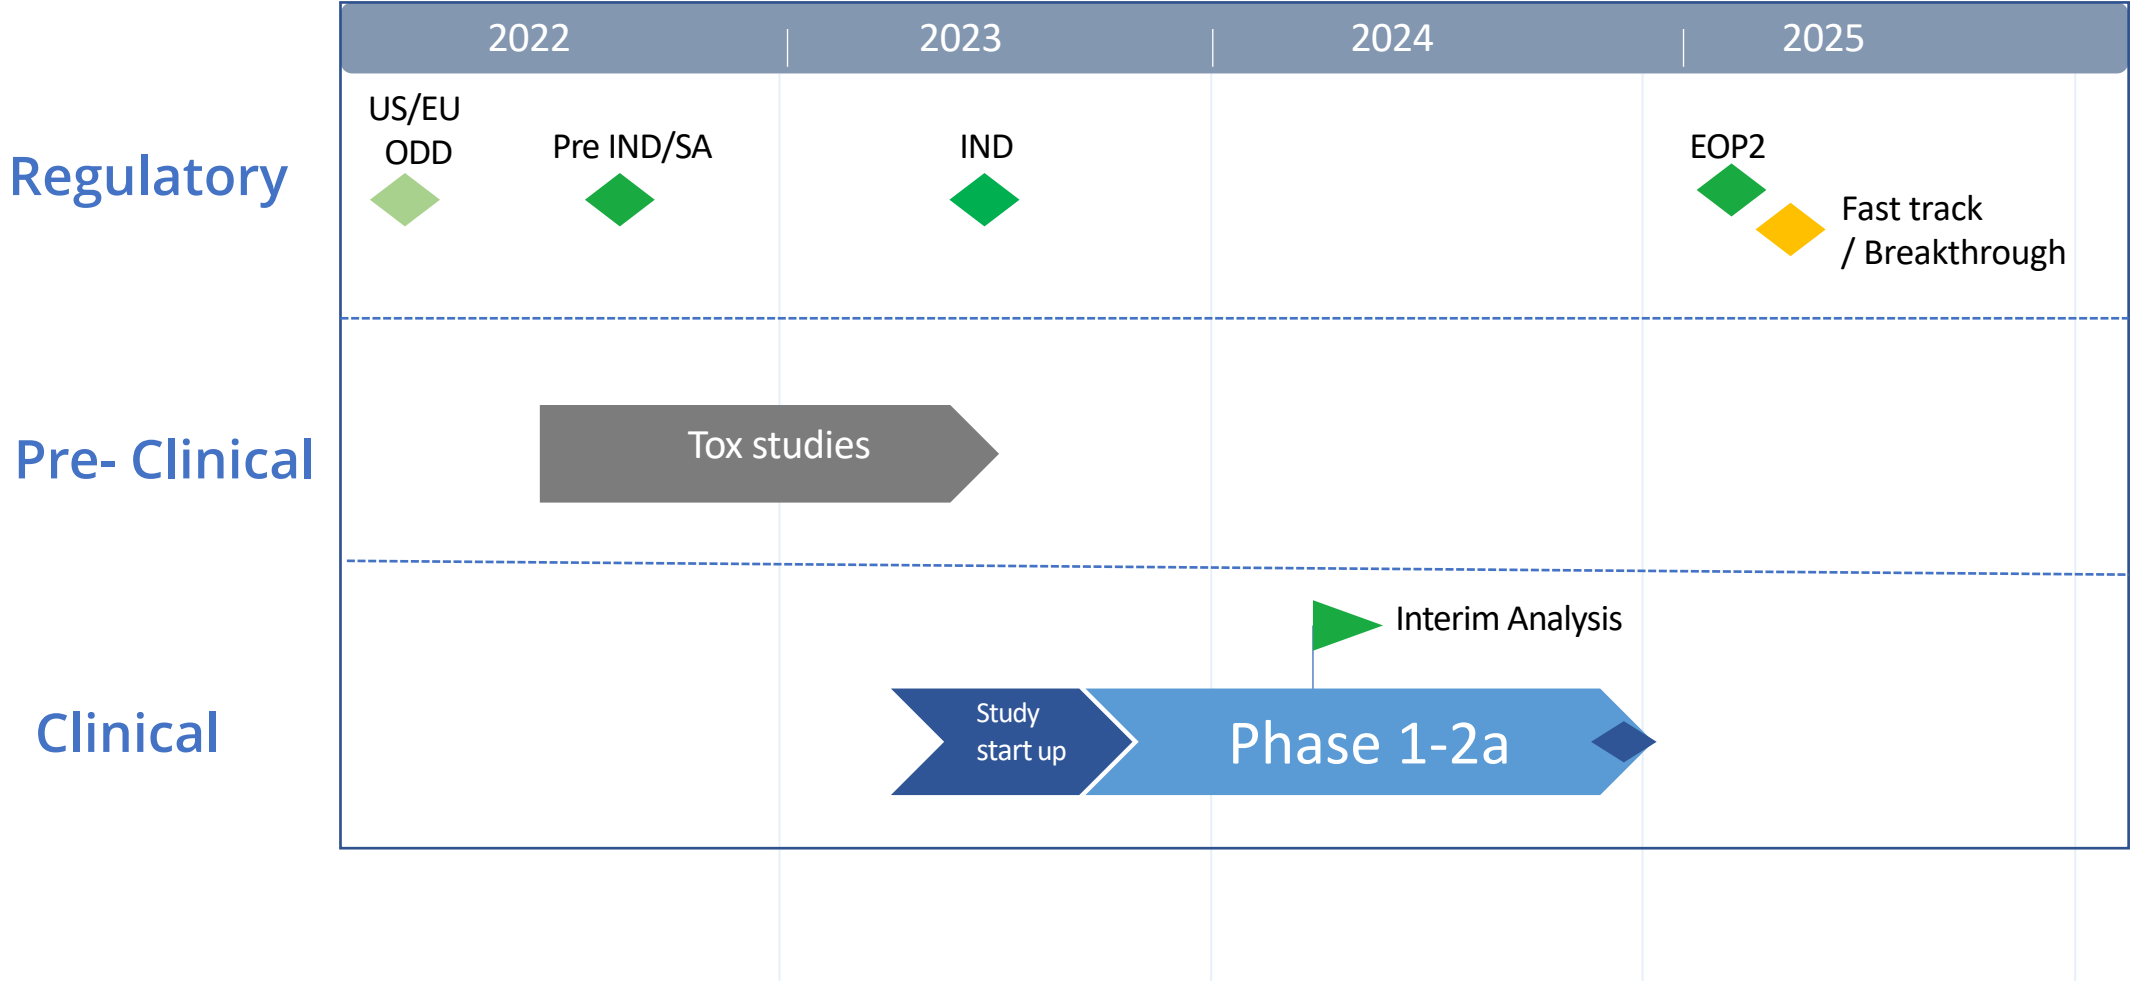 2022 2023 2024 2025
US/EU
ODD
Pre IND/SA
IND
EOP2
Regulatory
Fast track
/ Breakthrough
Pre- Clinical
Tox studies
Interim Analysis
Clinical
Study
start up
Phase 1-2a